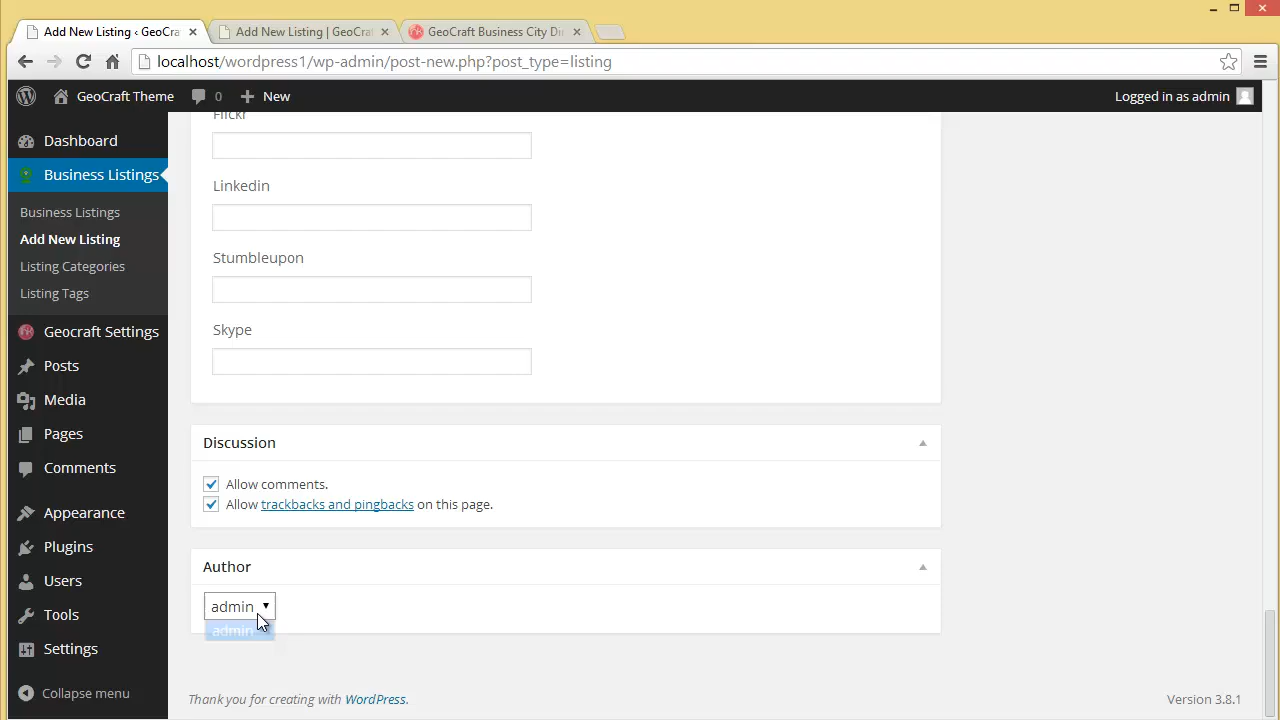 Add New Listing ‹ GeoCra
Add New Listing | GeoCra
GeoCraft Business City Di
localhost/wordpress1/wp-admin/post-new.php?post_type=listing
GeoCraft Theme
0
New
Logged in as admin
Dashboard
Business Listings
Business Listings
Add New Listing
Listing Categories
Listing Tags
Geocraft Settings
Posts
Media
Pages
Comments
Appearance
Plugins
Users
Tools
Settings
Collapse menu
Flickr
Linkedin
Stumbleupon
Skype
Discussion
Allow comments.
Allow trackbacks and pingbacks on this page.
Author
admin
admin
Thank you for creating with WordPress.
Version 3.8.1